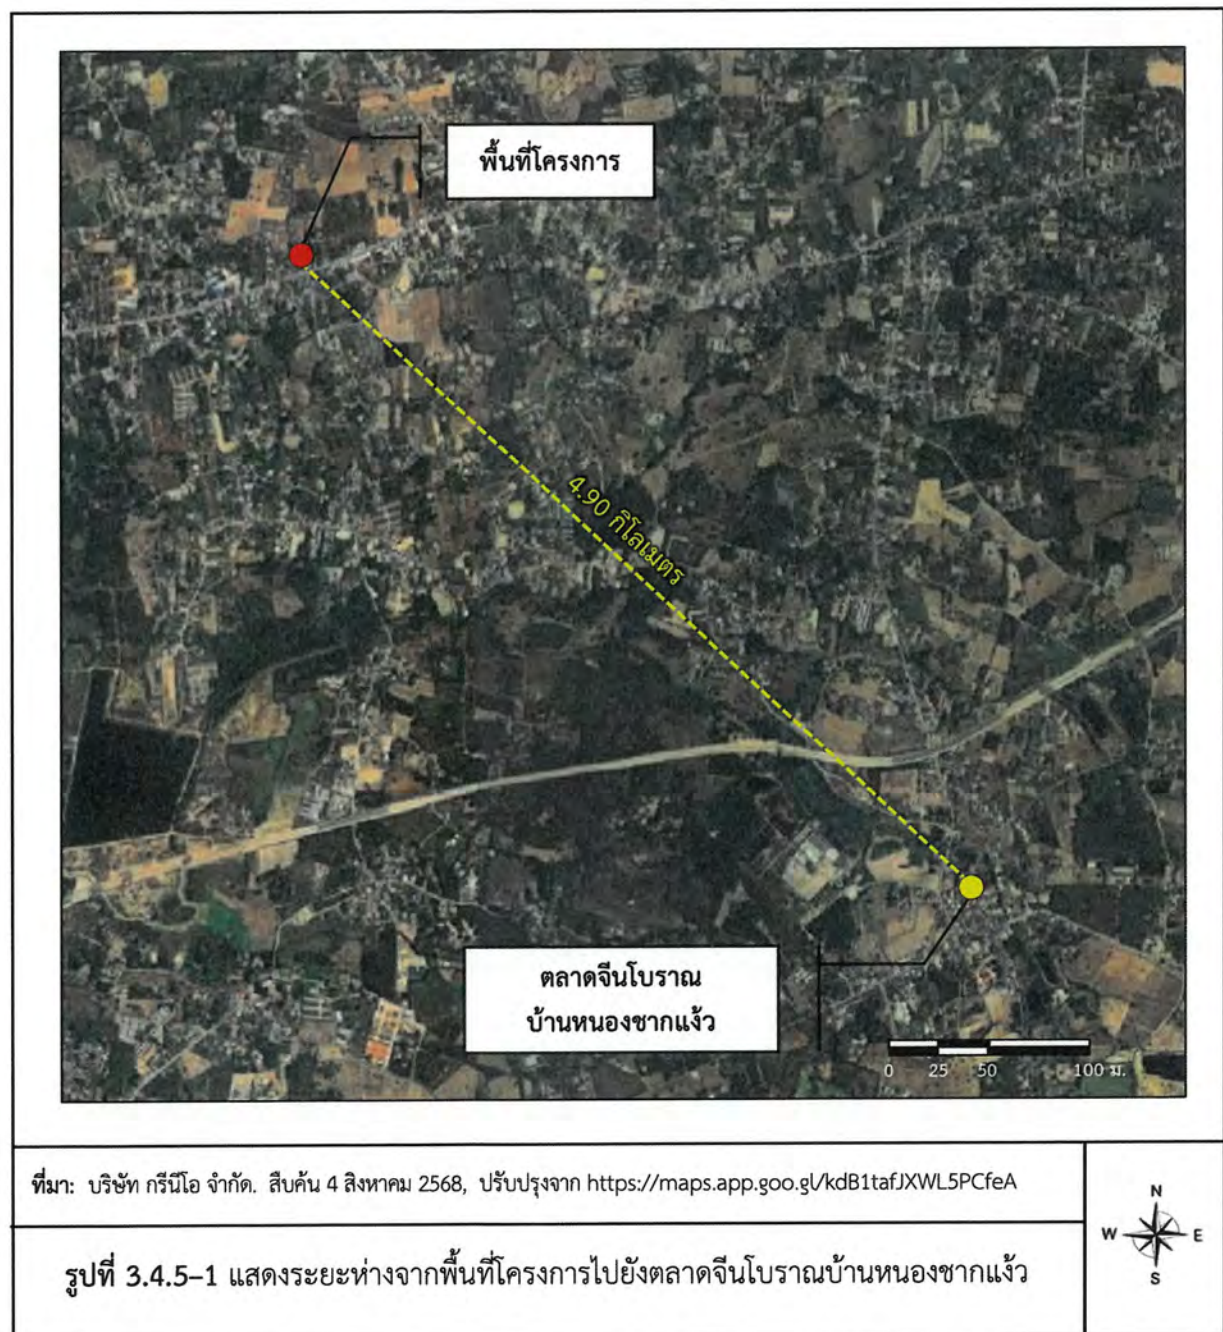 พื้นที่โครงการ
4.90 กิโลเมตร
ตลาดจีนโบราณ
บ้านหนองชากแง้ว
0 25 50 100 ม.
ที่มา: บริษัท กรีนีโอ จำกัด. สืบค้น 4 สิงหาคม 2568, ปรับปรุงจาก https://maps.app.goo.gl/kdB1tafJXWL5PCfeA
N
W E
S
รูปที่ 3.4.5–1 แสดงระยะห่างจากพื้นที่โครงการไปยังตลาดจีนโบราณบ้านหนองชากแง้ว